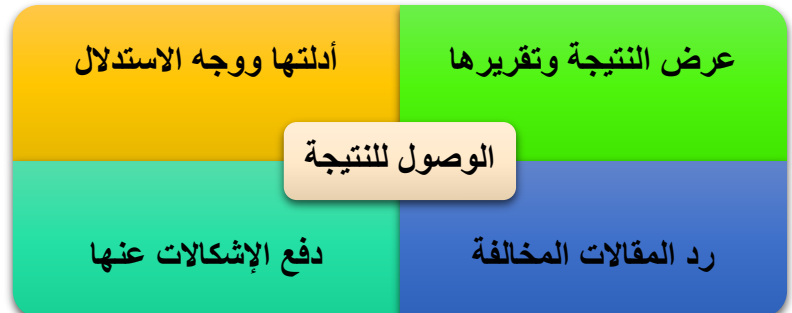 عرض النتيجة وتقريرها
أدلتها ووجه الاستدلال
الوصول للنتيجة
رد المقالات المخالفة
دفع الإشكالات عنها